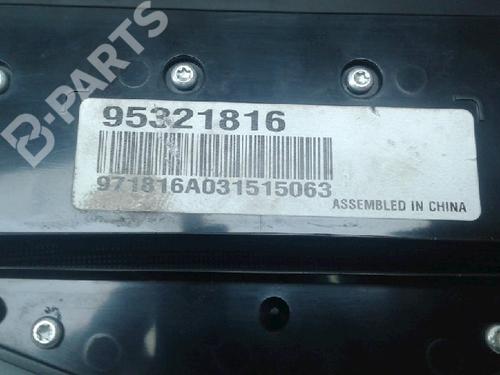 B-PARTS
95321816
971816A031515063
ASSEMBLED IN CHINA